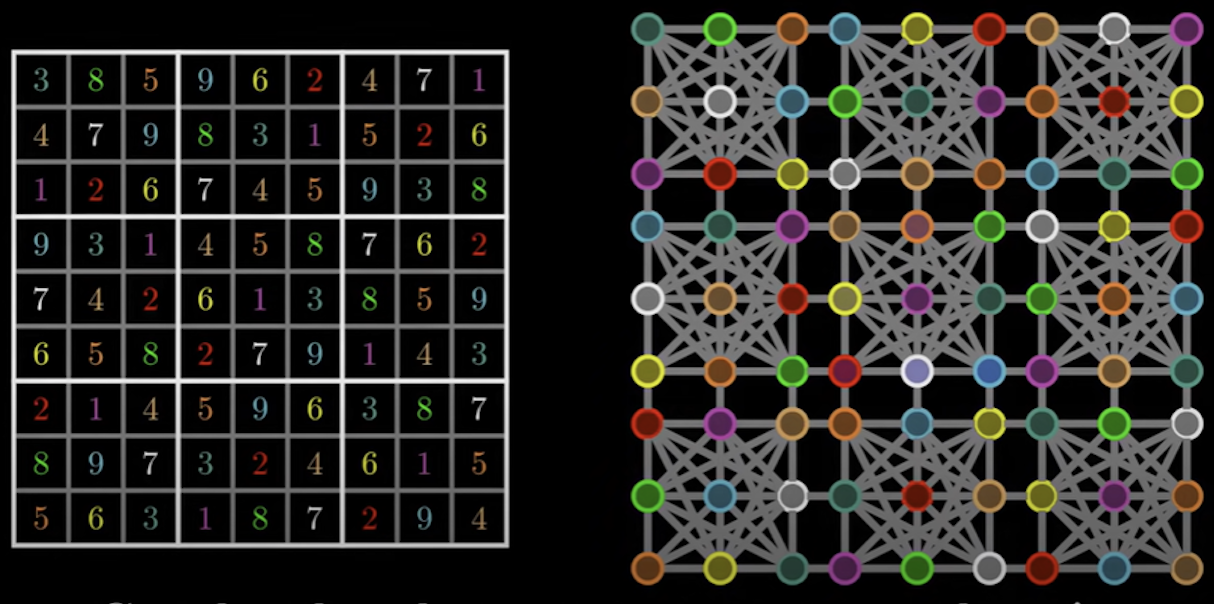 3 8 5 9 6 2 4 7 1
4 7 9 8 3 1 5 2 6
1 2 6 7 4 5 9 3 8
9 3 1 4 5 8 7 6 2
7 4 2 6 1 3 8 5 9
6 5 8 2 7 9 1 4 3
2 1 4 5 9 6 3 8 7
8 9 7 3 2 4 6 1 5
5 6 3 1 8 7 2 9 4